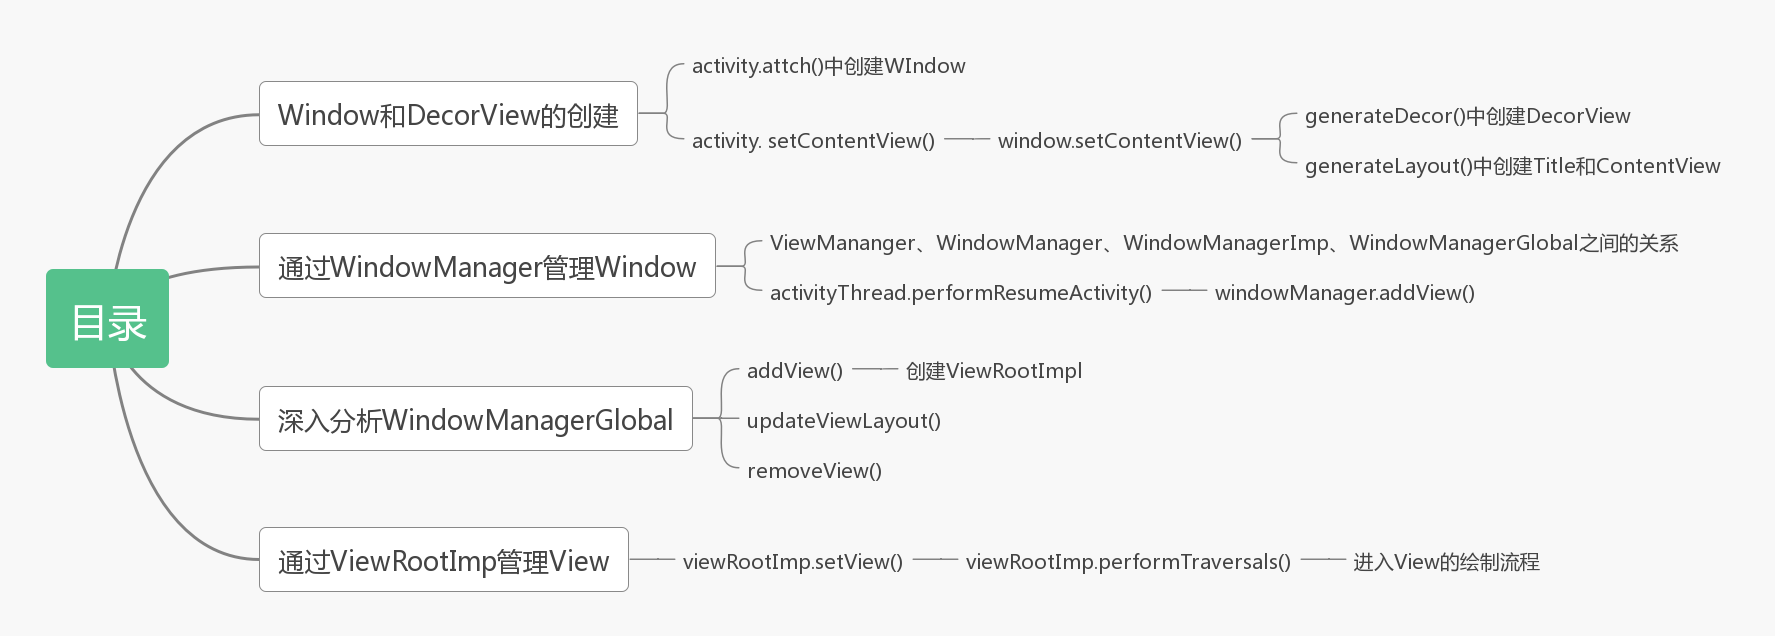 目录
Window和DecorView的创建
activity.attch()中创建WIndow
activity. setContentView()
window.setContentView()
generateDecor()中创建DecorView
generateLayout()中创建Title和ContentView
通过WindowManager管理Window
ViewMananger、WindowManager、WindowManagerImp、WindowManagerGlobal之间的关系
activityThread.performResumeActivity()
windowManager.addView()
深入分析WindowManagerGlobal
addView()
创建ViewRootImpl
updateViewLayout()
removeView()
通过ViewRootImp管理View
viewRootImp.setView()
viewRootImp.performTraversals()
进入View的绘制流程